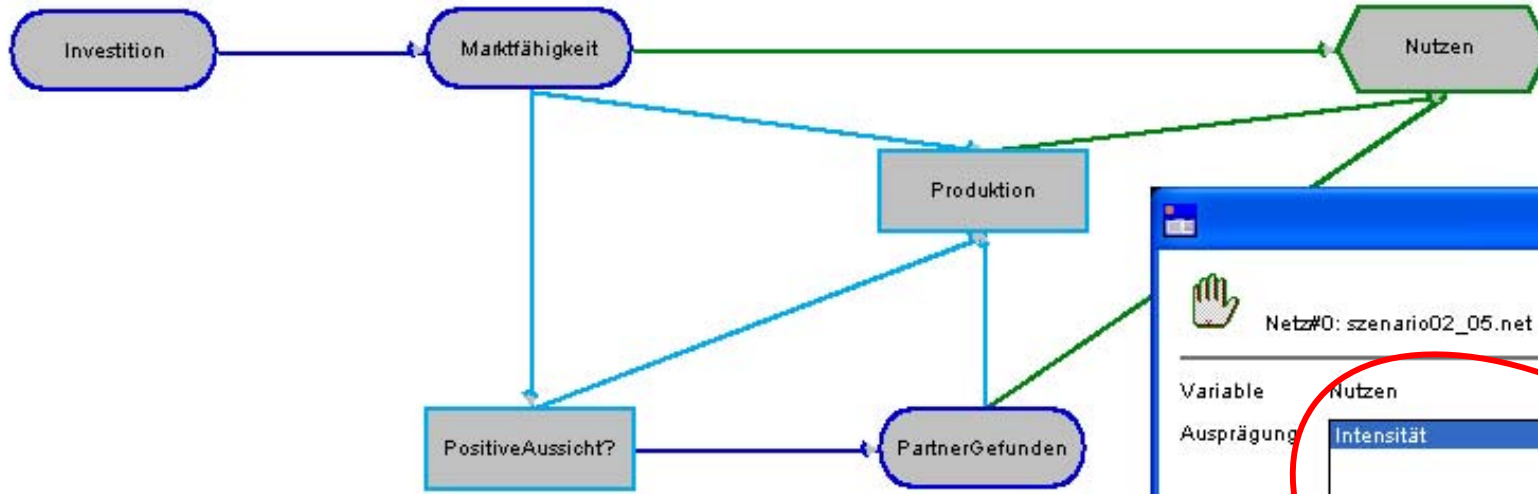 Investition
Marktfähigkeit
Nutzen
Produktion
Netz#0: szenario02_05.net
Variable Nutzen
Ausprägung Intensität
PositiveAussicht?
PartnerGefunden